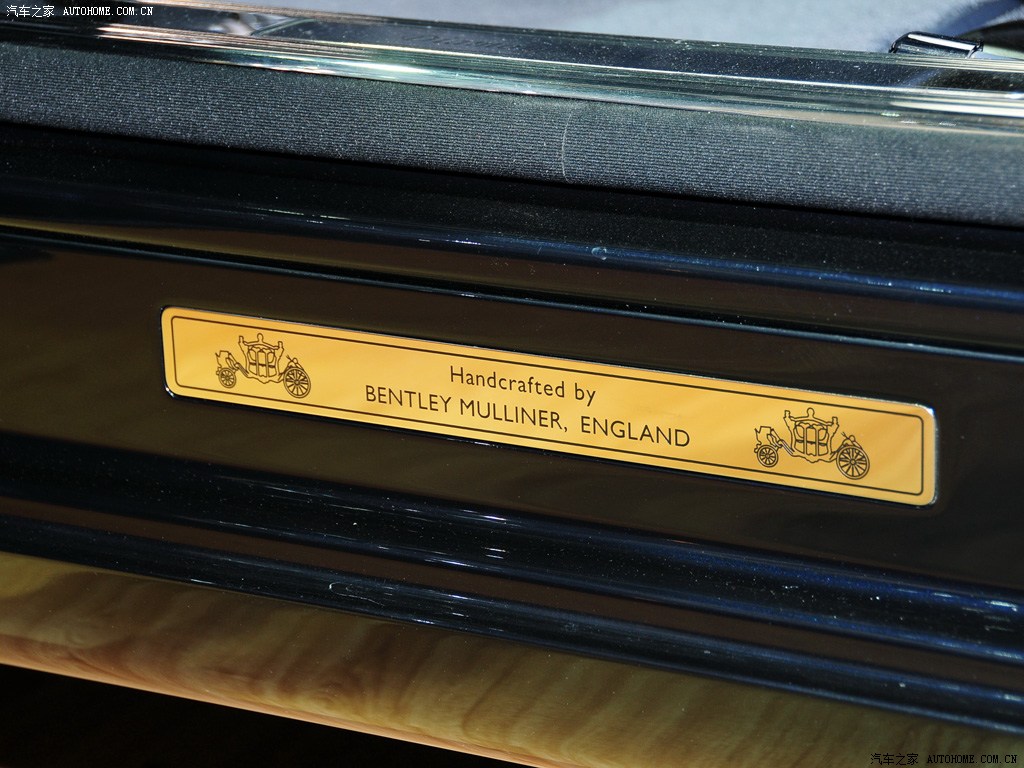 汽车之家 AUTOHOME.COM.CN
Handcrafted by
BENTLEY MULLINER, ENGLAND
汽车之家 AUTOHOME.COM.CN